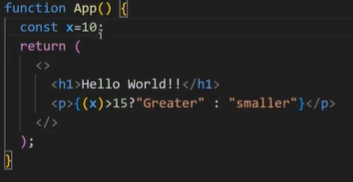 function App() {
const x=10;
return (
<>
<h1>Hello World!!</h1>
<p>{(x)>15?"Greater" : "smaller"}</p>
</>
);
}